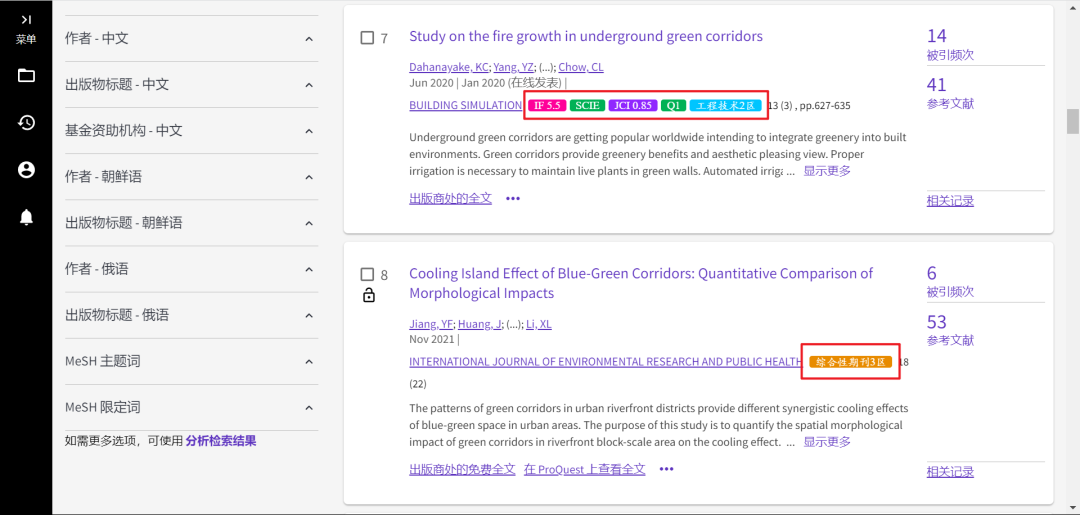 菜单
作者 - 中文
出版物标题 - 中文
基金资助机构 - 中文
作者 - 朝鲜语
出版物标题 - 朝鲜语
作者 - 俄语
出版物标题 - 俄语
MeSH 主题词
MeSH 限定词
如需更多选项，可使用 分析检索结果
7
Study on the fire growth in underground green corridors
Dahanayake, KC; Yang, YZ; (...); Chow, CL
Jun 2020 | Jan 2020 (在线发表) |
BUILDING SIMULATION IF 5.5 SCIE JCI 0.85 Q1 工程技术2区 13 (3) , pp.627-635
Underground green corridors are getting popular worldwide intending to integrate greenery into built
environments. Green corridors provide greenery benefits and aesthetic pleasing view. Proper
irrigation is necessary to maintain live plants in green walls. Automated irriga ... 显示更多
出版商处的全文 •••
14
被引频次
41
参考文献
相关记录
8
Cooling Island Effect of Blue-Green Corridors: Quantitative Comparison of
Morphological Impacts
Jiang, YF; Huang, J; (...); Li, XL
Nov 2021 |
INTERNATIONAL JOURNAL OF ENVIRONMENTAL RESEARCH AND PUBLIC HEALTH 综合性期刊3区 18
(22)
The patterns of green corridors in urban riverfront districts provide different synergistic cooling effects
of blue-green space in urban areas. The purpose of this study is to quantify the spatial morphological
impact of green corridors in riverfront block-scale area on the cooling effect. ... 显示更多
出版商处的免费全文 在 ProQuest 上查看全文 •••
6
被引频次
53
参考文献
相关记录